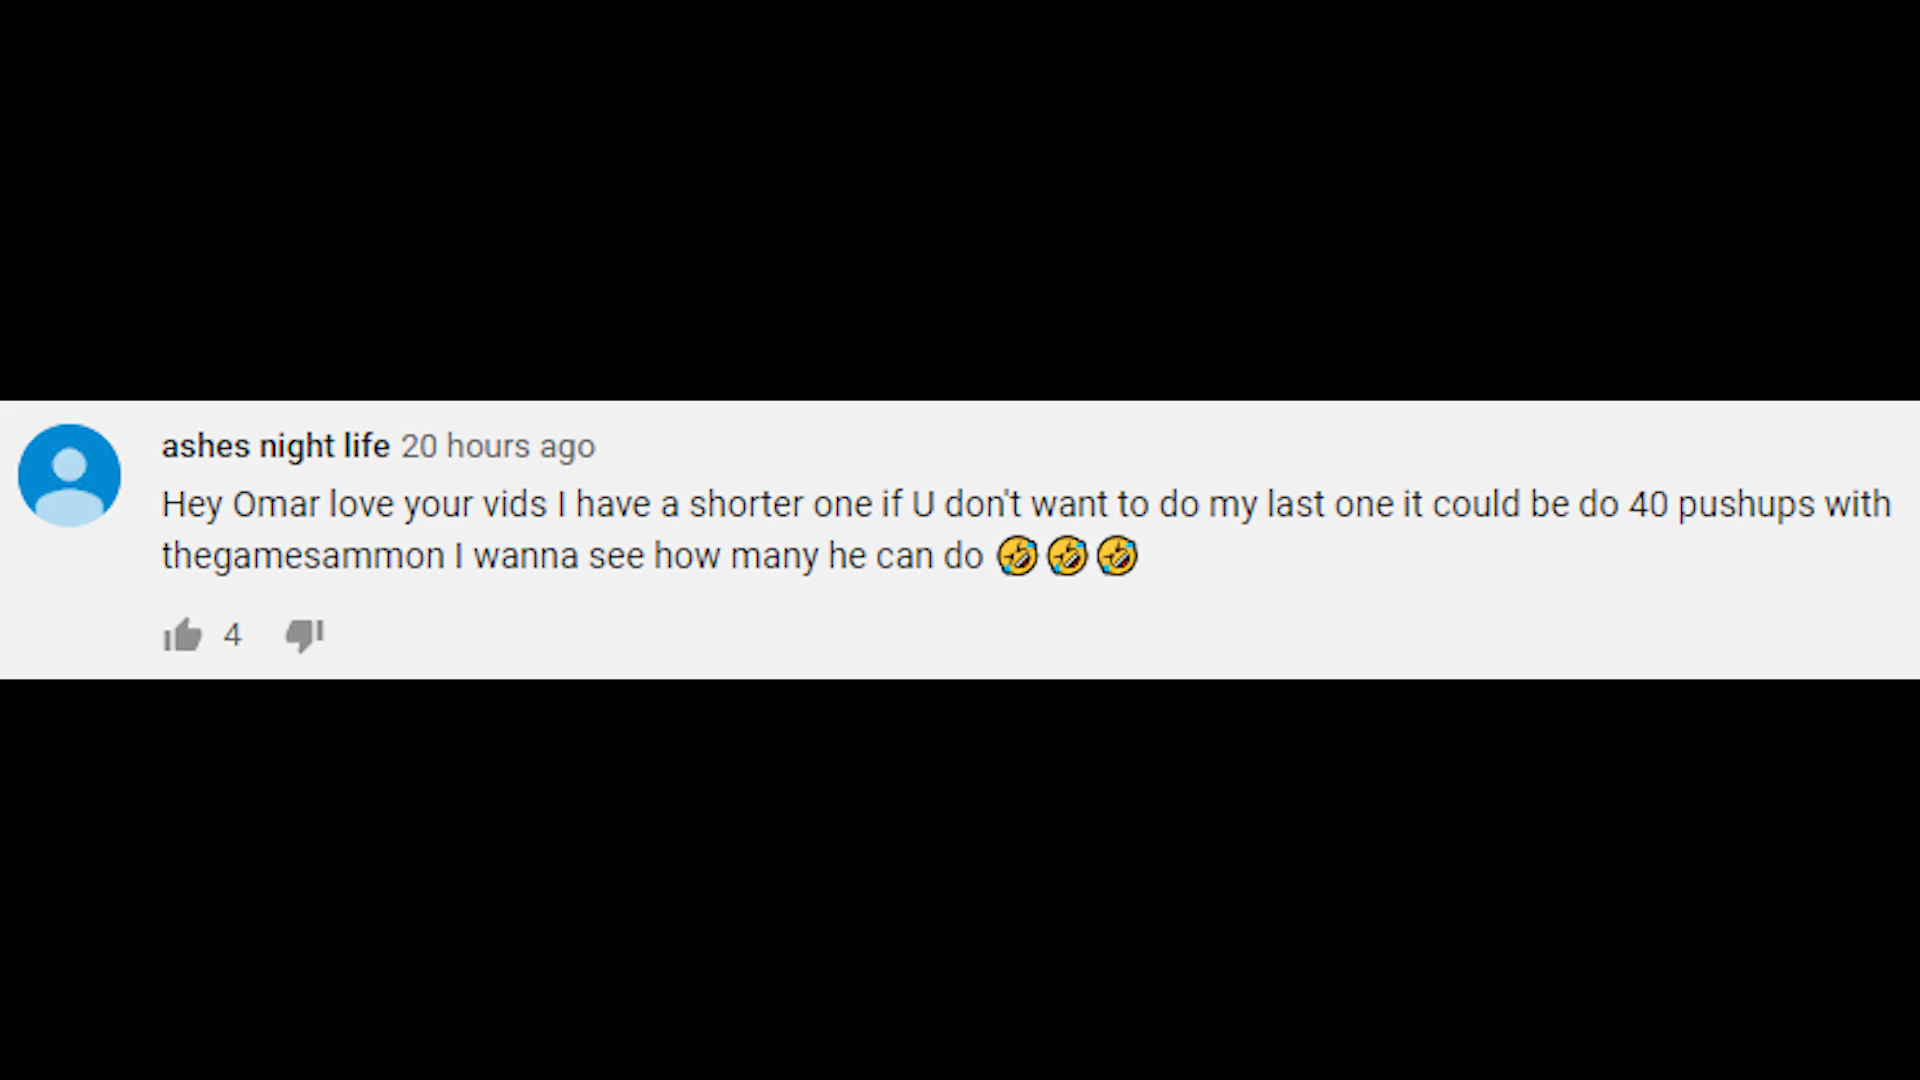 ashes night life 20 hours ago
Hey Omar love your vids I have a shorter one if U don't want to do my last one it could be do 40 pushups with
thegamesammon I wanna see how many he can do 🤣🤣🤣
4